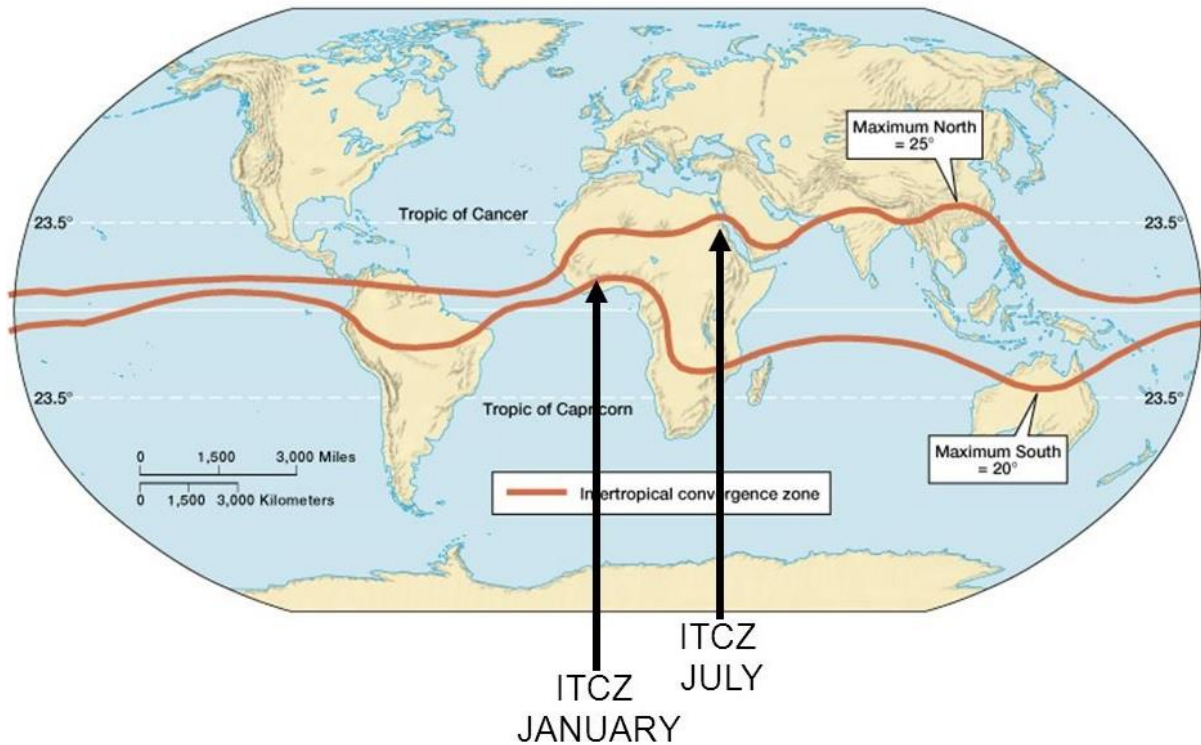 Maximum North
= 25°
23.5°
Tropic of Cancer
23.5°
23.5°
Tropic of Capricorn
23.5°
0 1,500 3,000 Miles
0 1,500 3,000 Kilometers
Maximum South
= 20°
Intertropical convergence zone
ITCZ
JULY
ITCZ
JANUARY